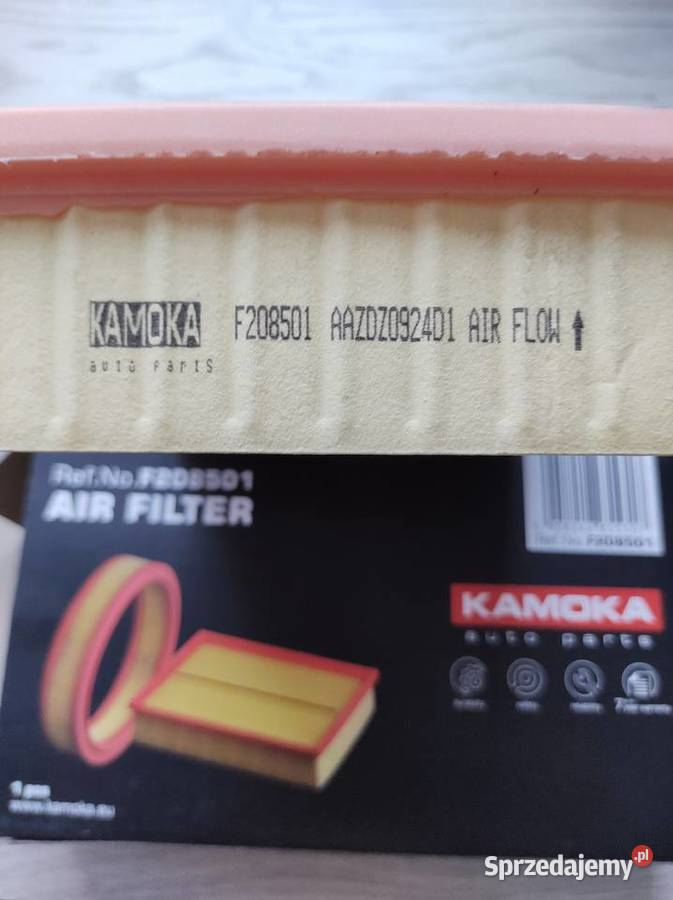 KAMOKA F208501 AAZDZ0924D1 AIR FLOW ↑
auto parts
Ref.No.F208501
AIR FILTER
Ref.No. F208501
KAMOKA
auto parts
1 pcs
www.kamoka.eu
Sprzedajemy.pl